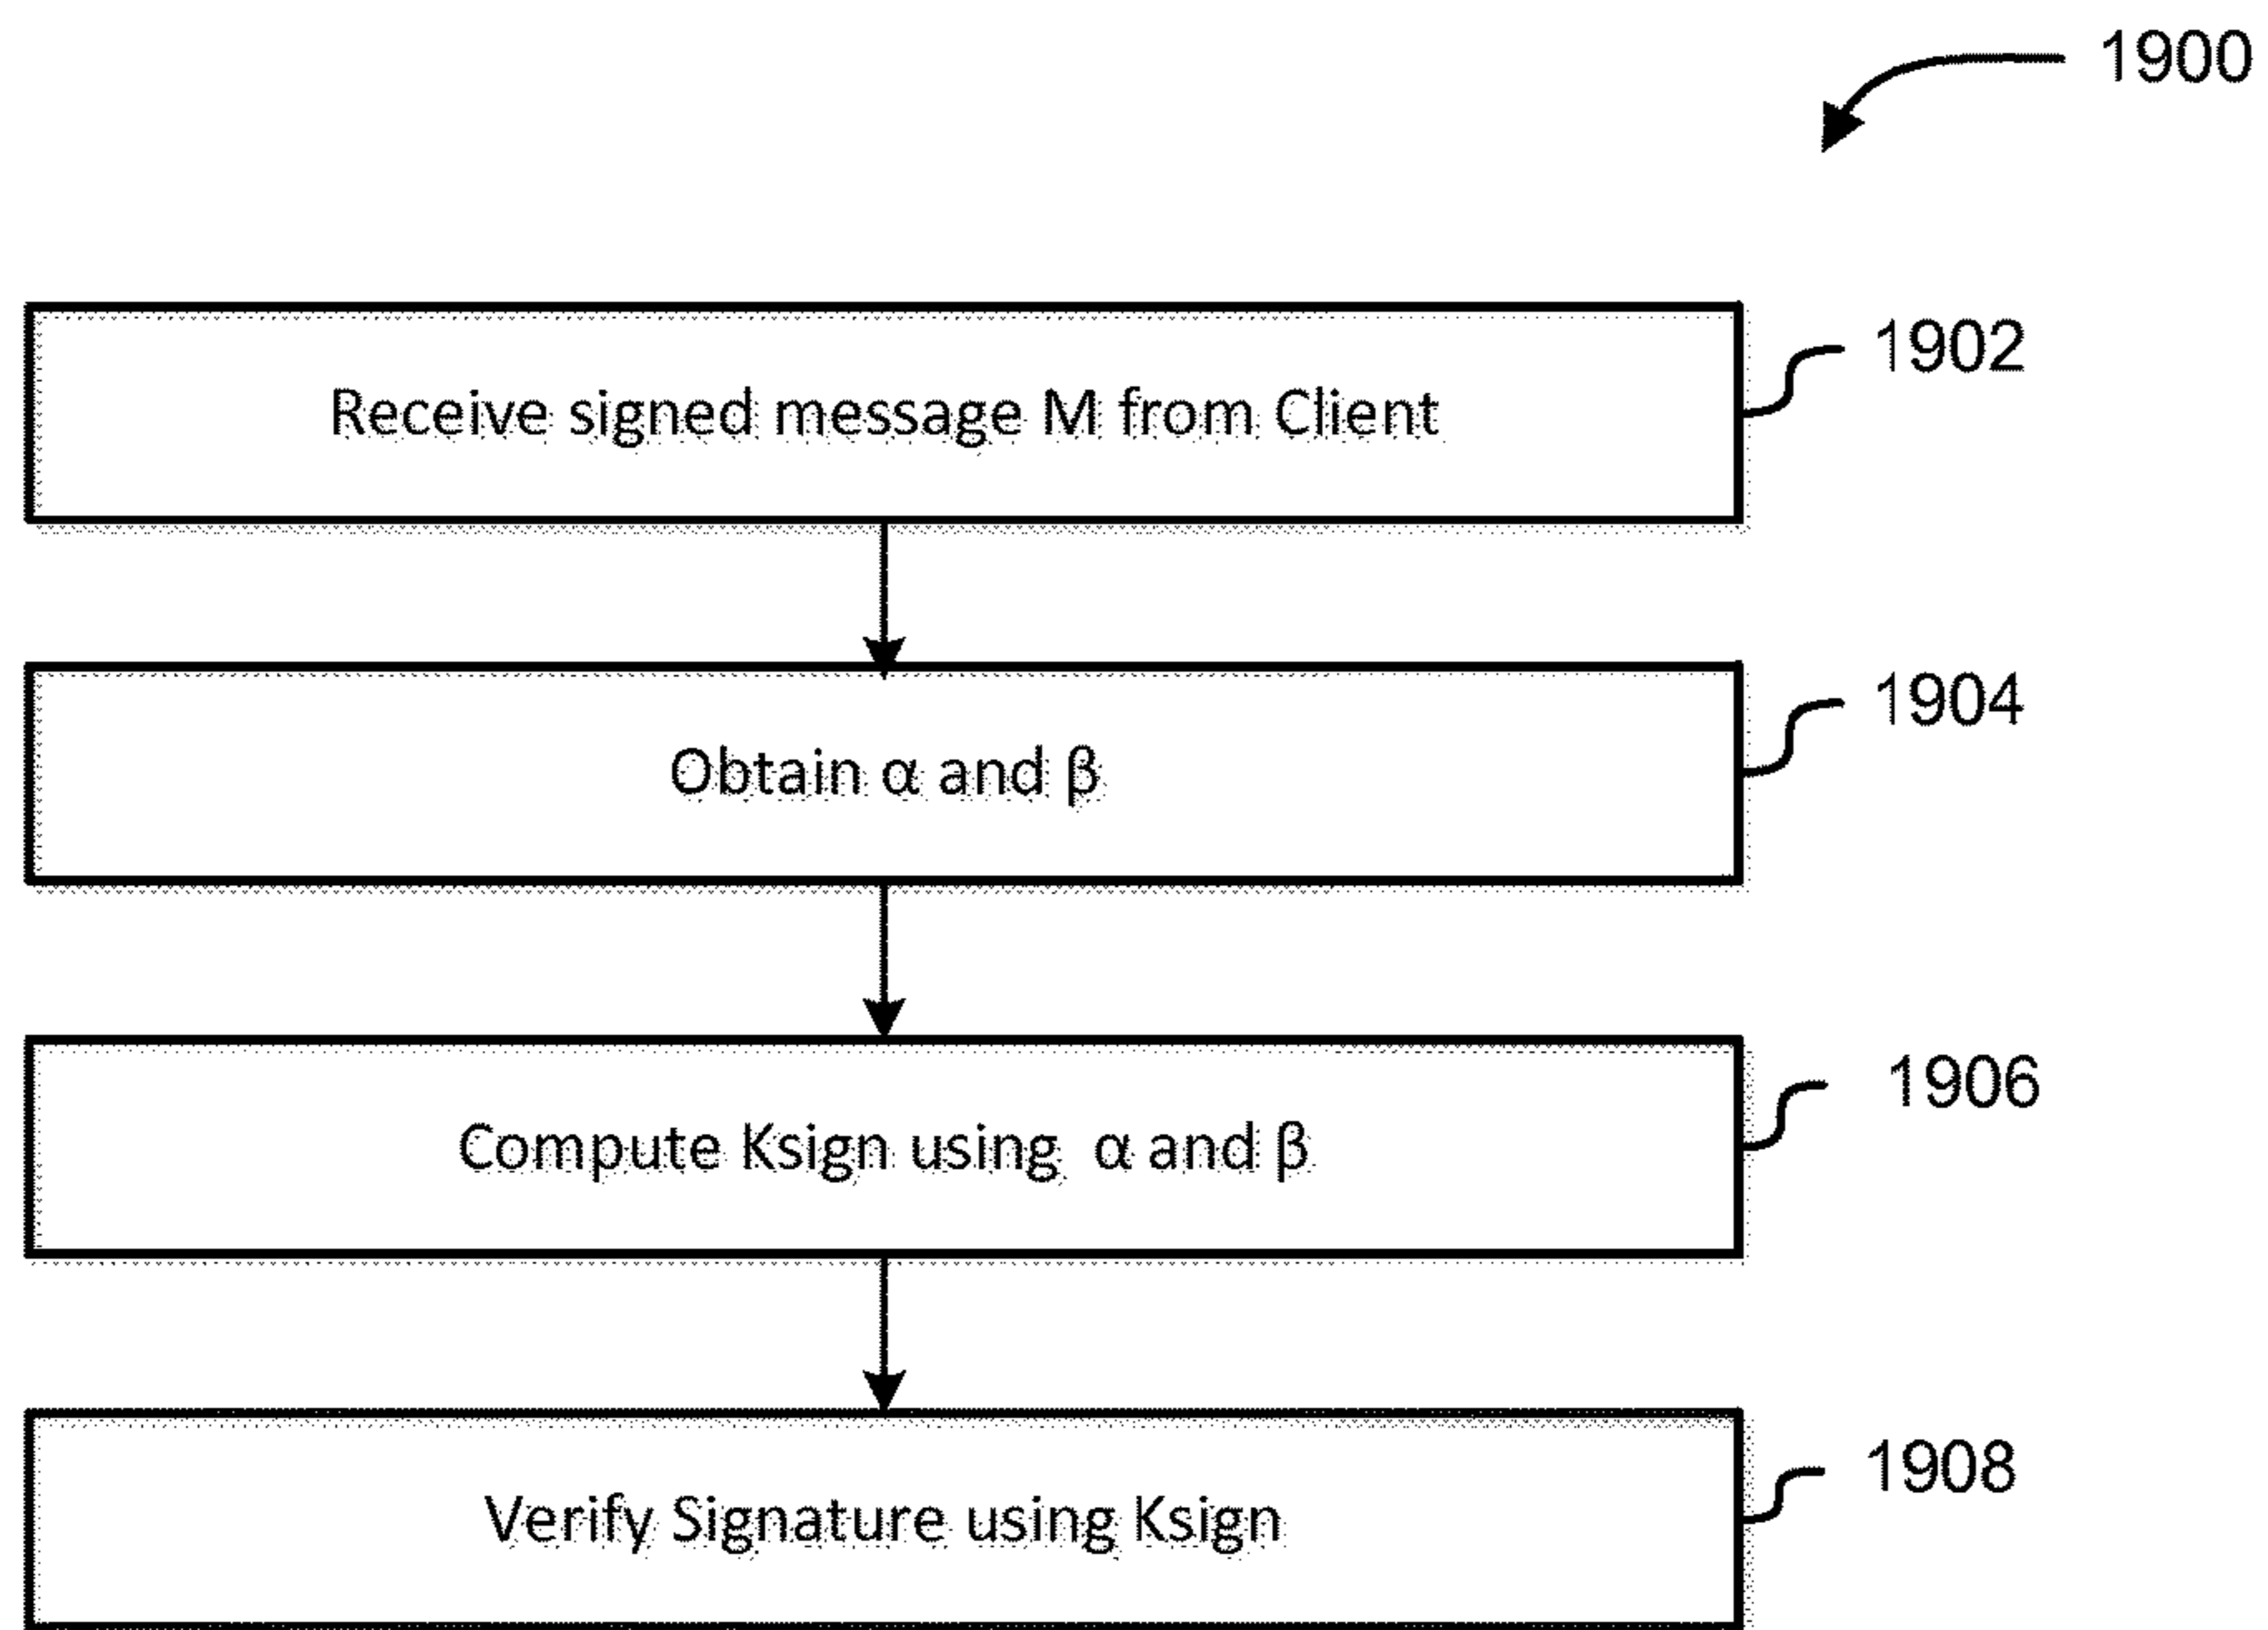 1900
Receive signed message M from Client
1902
Obtain α and β
1904
Compute Ksign using α and β
1906
Verify Signature using Ksign
1908